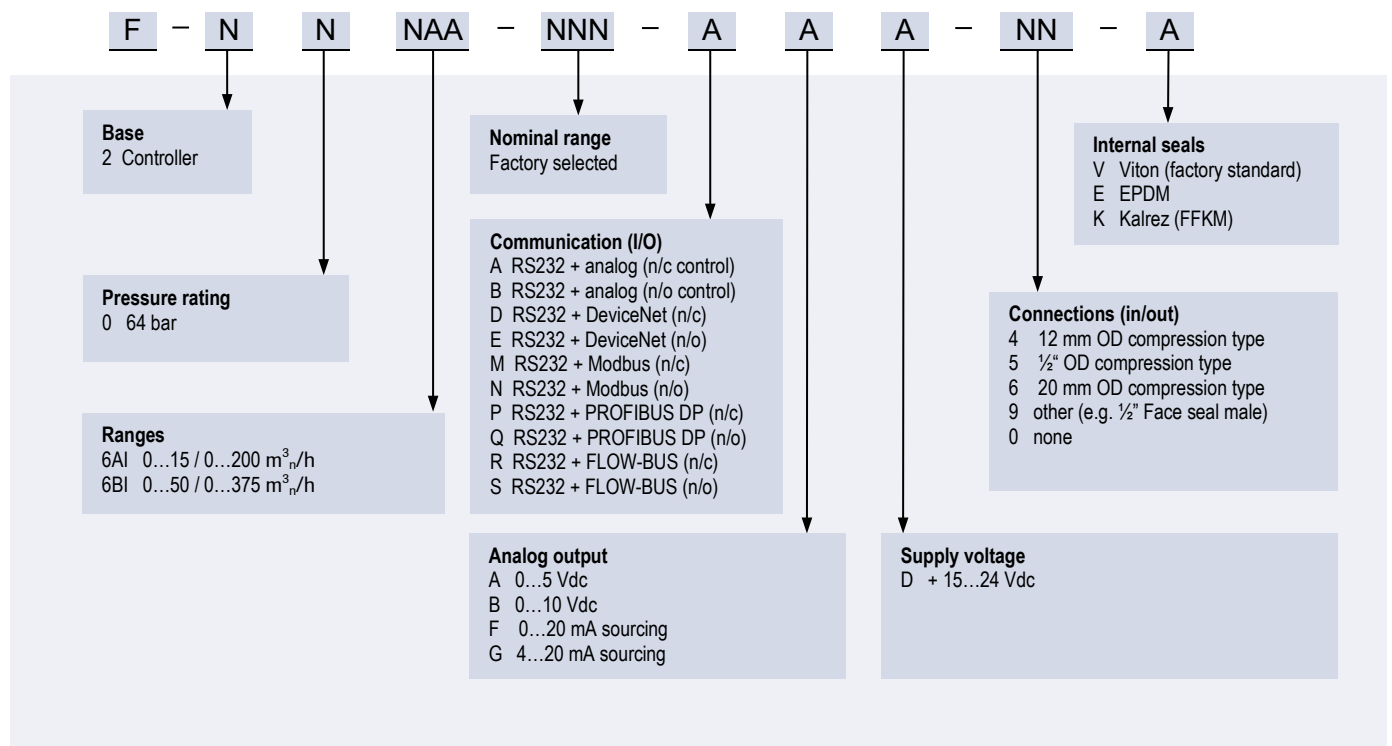 F – N N NAA – NNN – A A A – NN – A
Base
2 Controller
Pressure rating
0 64 bar
Ranges
6AI 0…15 / 0…200 m³ₙ/h
6BI 0…50 / 0…375 m³ₙ/h
Nominal range
Factory selected
Communication (I/O)
A RS232 + analog (n/c control)
B RS232 + analog (n/o control)
D RS232 + DeviceNet (n/c)
E RS232 + DeviceNet (n/o)
M RS232 + Modbus (n/c)
N RS232 + Modbus (n/o)
P RS232 + PROFIBUS DP (n/c)
Q RS232 + PROFIBUS DP (n/o)
R RS232 + FLOW-BUS (n/c)
S RS232 + FLOW-BUS (n/o)
Analog output
A 0…5 Vdc
B 0…10 Vdc
F 0…20 mA sourcing
G 4…20 mA sourcing
Supply voltage
D + 15…24 Vdc
Connections (in/out)
4 12 mm OD compression type
5 ½“ OD compression type
6 20 mm OD compression type
9 other (e.g. ½” Face seal male)
0 none
Internal seals
V Viton (factory standard)
E EPDM
K Kalrez (FFKM)